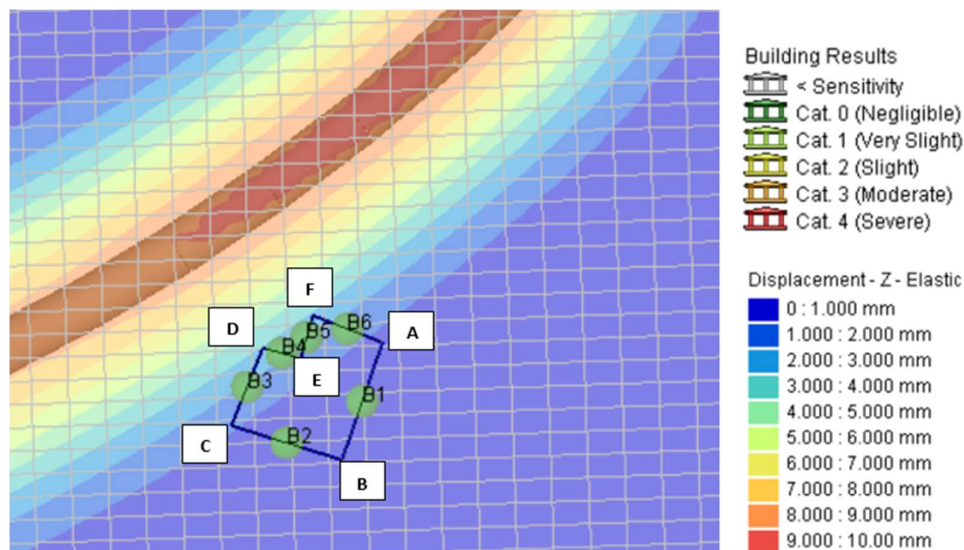 Building Results
< Sensitivity
Cat. 0 (Negligible)
Cat. 1 (Very Slight)
Cat. 2 (Slight)
Cat. 3 (Moderate)
Cat. 4 (Severe)
Displacement - Z - Elastic
0 : 1.000 mm
1.000 : 2.000 mm
2.000 : 3.000 mm
3.000 : 4.000 mm
4.000 : 5.000 mm
5.000 : 6.000 mm
6.000 : 7.000 mm
7.000 : 8.000 mm
8.000 : 9.000 mm
9.000 : 10.00 mm
F
D
B6
A
B5
B4
E
B3
B1
C
B2
B